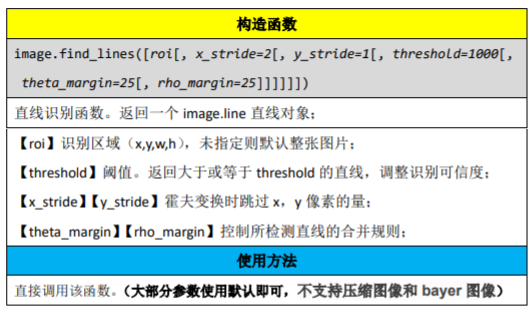 构造函数
image.find_lines([roi[, x_stride=2[, y_stride=1[, threshold=1000[,
theta_margin=25[, rho_margin=25]]]]]])
直线识别函数。返回一个 image.line 直线对象；
【roi】识别区域（x,y,w,h），未指定则默认整张图片；
【threshold】阈值。返回大于或等于 threshold 的直线，调整识别可信度；
【x_stride】【y_stride】霍夫变换时跳过 x，y 像素的量；
【theta_margin】【rho_margin】控制所检测直线的合并规则；
使用方法
直接调用该函数。（大部分参数使用默认即可，不支持压缩图像和 bayer 图像）